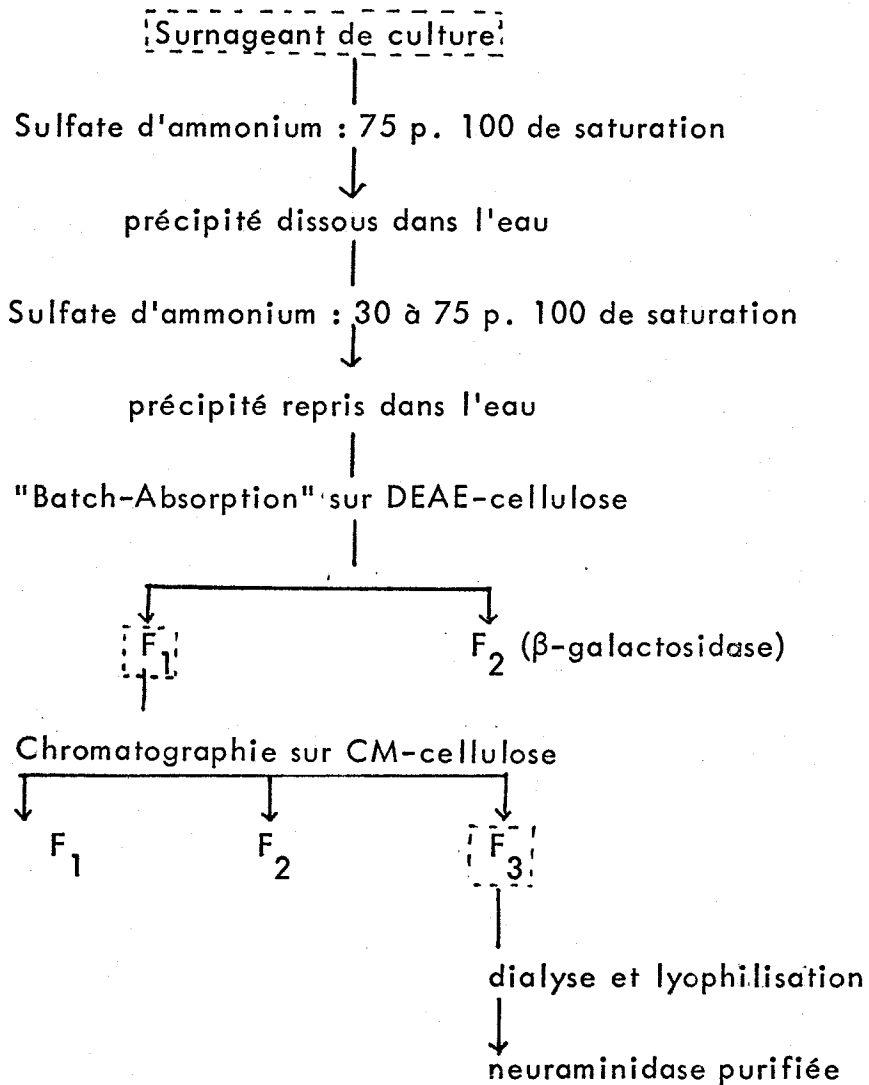 Surnageant de culture
Sulfate d'ammonium : 75 p. 100 de saturation
précipité dissous dans l'eau
Sulfate d'ammonium : 30 à 75 p. 100 de saturation
précipité repris dans l'eau
"Batch-Absorption" sur DEAE-cellulose
F1 F2 (β-galactosidase)
Chromatographie sur CM-cellulose
F1 F2 F3
dialyse et lyophilisation
neuraminidase purifiée